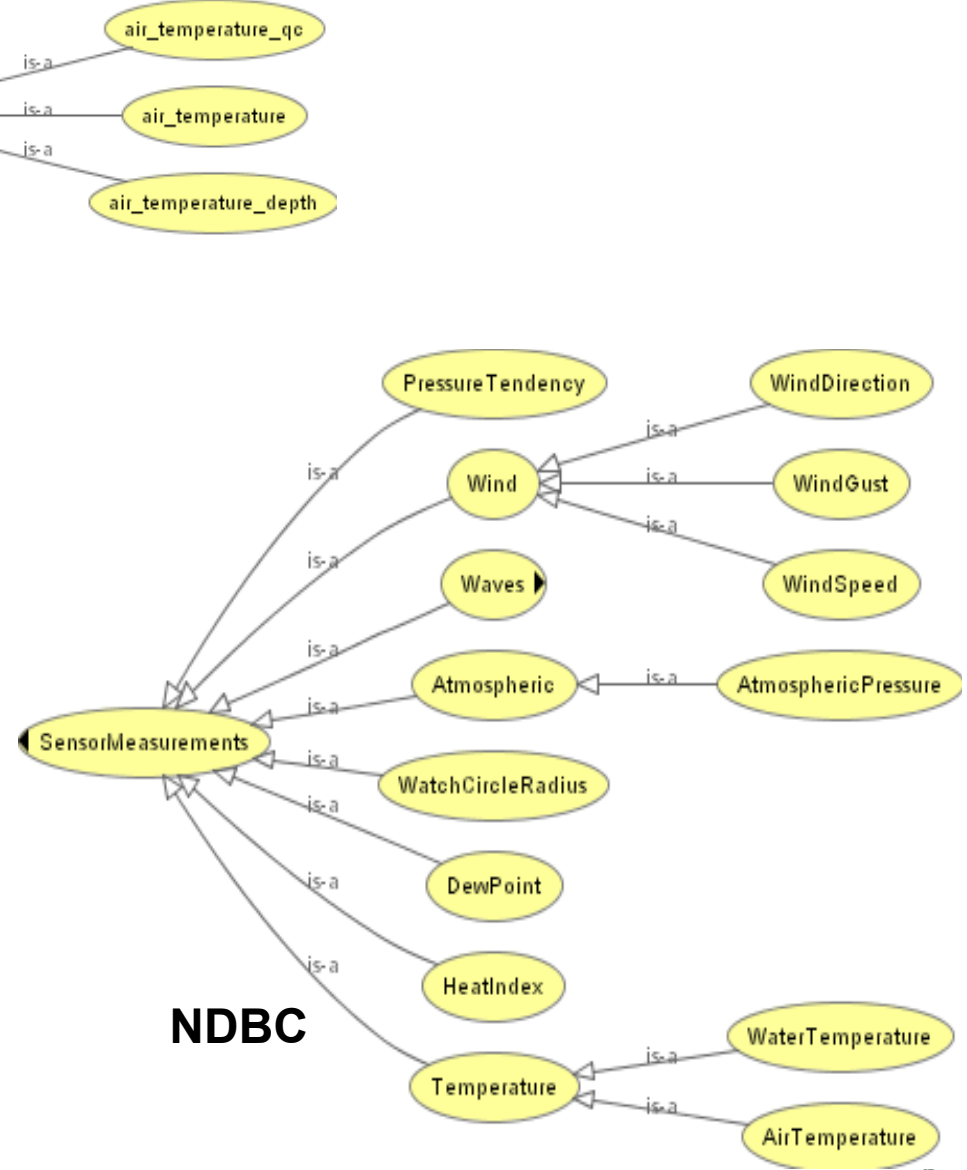 air_temperature_qc
is-a
is-a
air_temperature
is-a
air_temperature_depth
PressureTendency
WindDirection
is-a
is-a
Wind
is-a
WindGust
is-a
is-a
Waves
WindSpeed
is-a
Atmospheric
is-a
AtmosphericPressure
is-a
SensorMeasurements
is-a
WatchCircleRadius
is-a
DewPoint
is-a
is-a
HeatIndex
NDBC
WaterTemperature
is-a
Temperature
is-a
AirTemperature